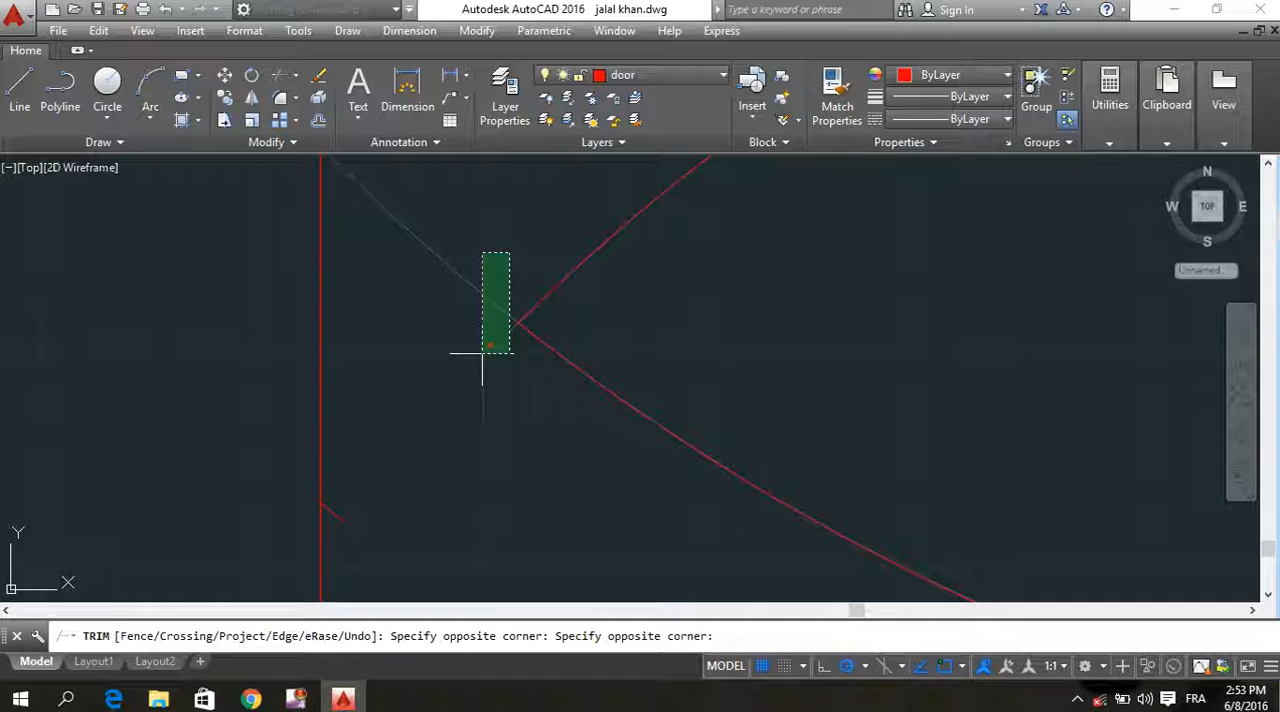 Autodesk AutoCAD 2016 jalal khan.dwg
Type a keyword or phrase
Sign In
File Edit View Insert Format Tools Draw Dimension Modify Parametric Window Help Express
Home
Line Polyline Circle Arc
Text Dimension
Layer Properties
door
Insert
Match Properties
ByLayer
ByLayer
ByLayer
Group Utilities Clipboard View
Draw Modify Annotation Layers Block Properties Groups
[−][Top][2D Wireframe]
N
W TOP E
S
Unnamed...
Y
X
TRIM [Fence/Crossing/Project/Edge/eRase/Undo]: Specify opposite corner: Specify opposite corner:
Model Layout1 Layout2 +
MODEL 1:1
FRA
2:53 PM
6/8/2016